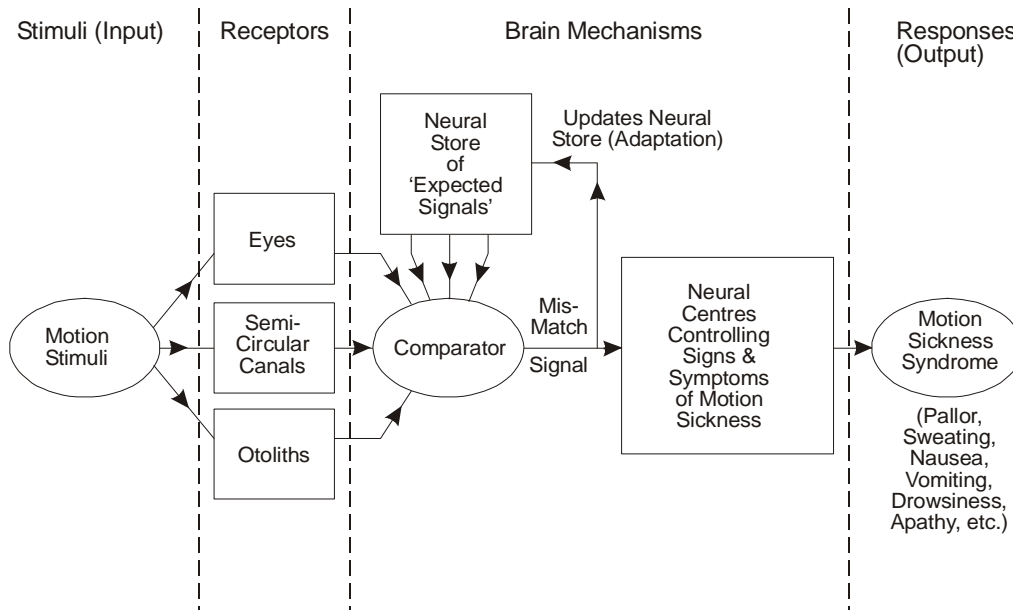 Stimuli (Input)
Receptors
Brain Mechanisms
Responses
(Output)
Neural
Store
of
‘Expected
Signals’
Updates Neural
Store (Adaptation)
Eyes
Motion
Stimuli
Semi-
Circular
Canals
Otoliths
Comparator
Mis-
Match
Signal
Neural
Centres
Controlling
Signs &
Symptoms
of Motion
Sickness
Motion
Sickness
Syndrome
(Pallor,
Sweating,
Nausea,
Vomiting,
Drowsiness,
Apathy, etc.)